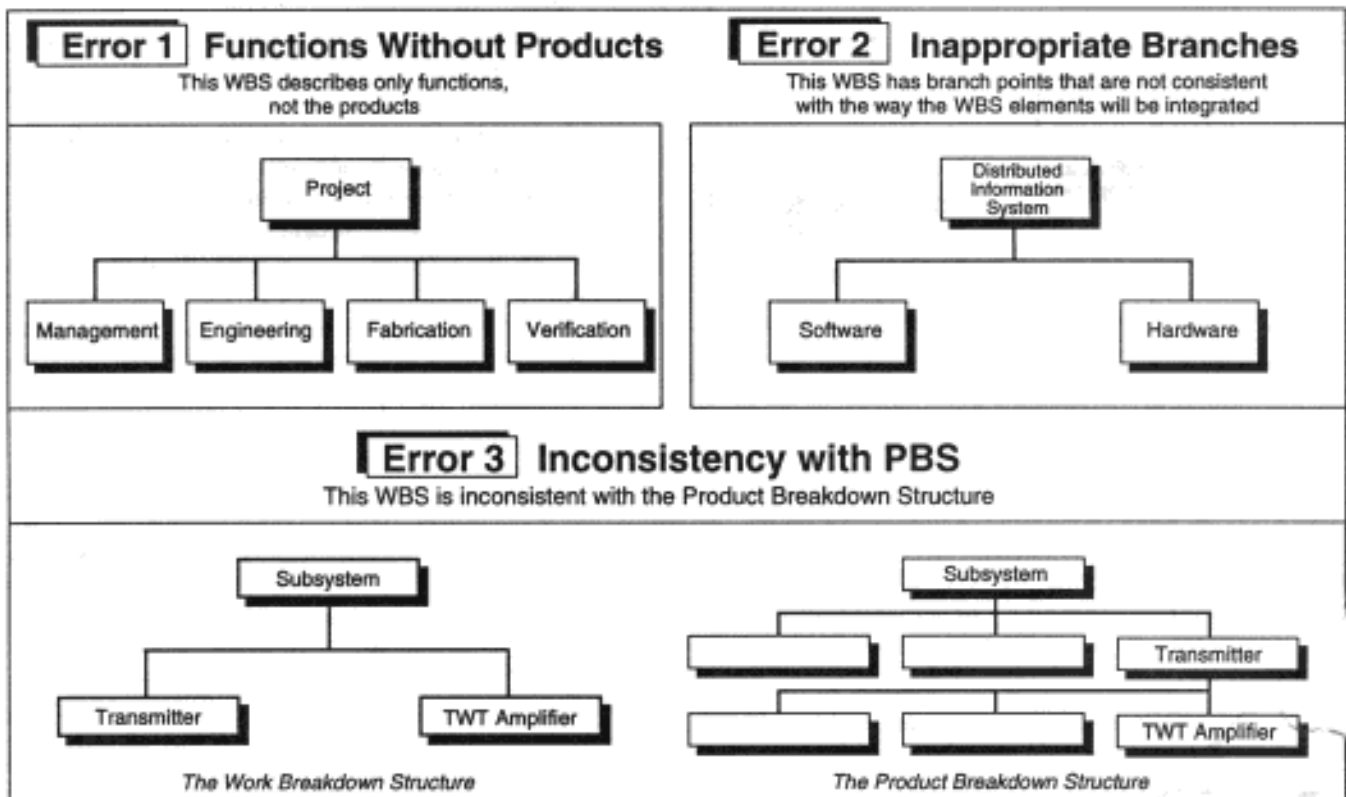 Error 1 Functions Without Products
This WBS describes only functions,
not the products
Project
Management Engineering Fabrication Verification
Error 2 Inappropriate Branches
This WBS has branch points that are not consistent
with the way the WBS elements will be integrated
Distributed
Information
System
Software Hardware
Error 3 Inconsistency with PBS
This WBS is inconsistent with the Product Breakdown Structure
Subsystem
Transmitter TWT Amplifier
The Work Breakdown Structure
Subsystem
Transmitter
TWT Amplifier
The Product Breakdown Structure